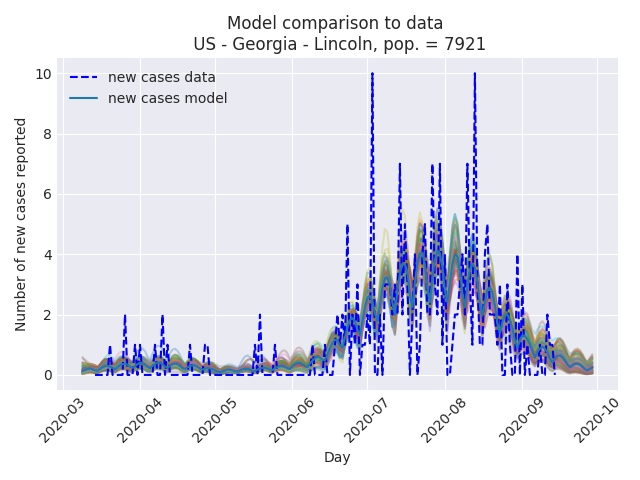 Model comparison to data
US - Georgia - Lincoln, pop. = 7921
new cases data
new cases model
Number of new cases reported
10
8
6
4
2
0
2020-03
2020-04
2020-05
2020-06
2020-07
2020-08
2020-09
2020-10
Day